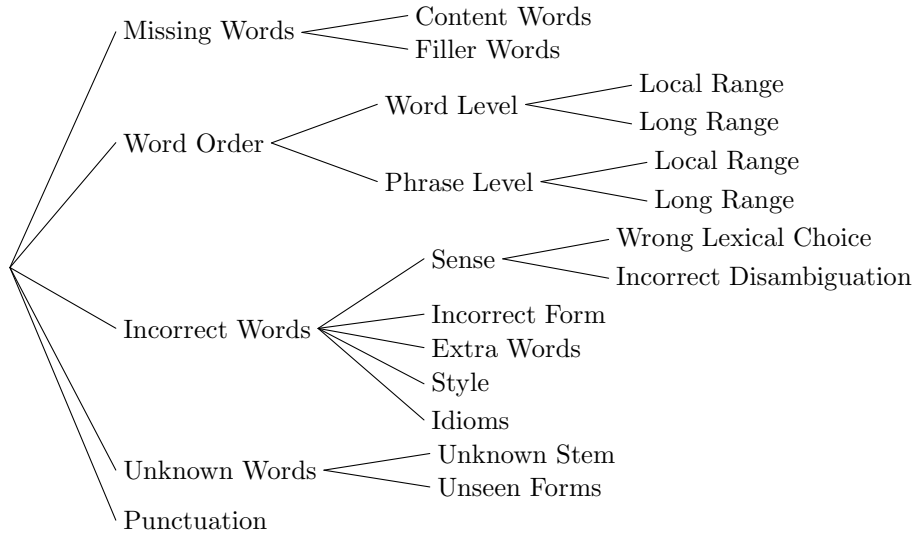 Missing Words
Content Words
Filler Words
Word Order
Word Level
Local Range
Long Range
Phrase Level
Local Range
Long Range
Incorrect Words
Sense
Wrong Lexical Choice
Incorrect Disambiguation
Incorrect Form
Extra Words
Style
Idioms
Unknown Words
Unknown Stem
Unseen Forms
Punctuation